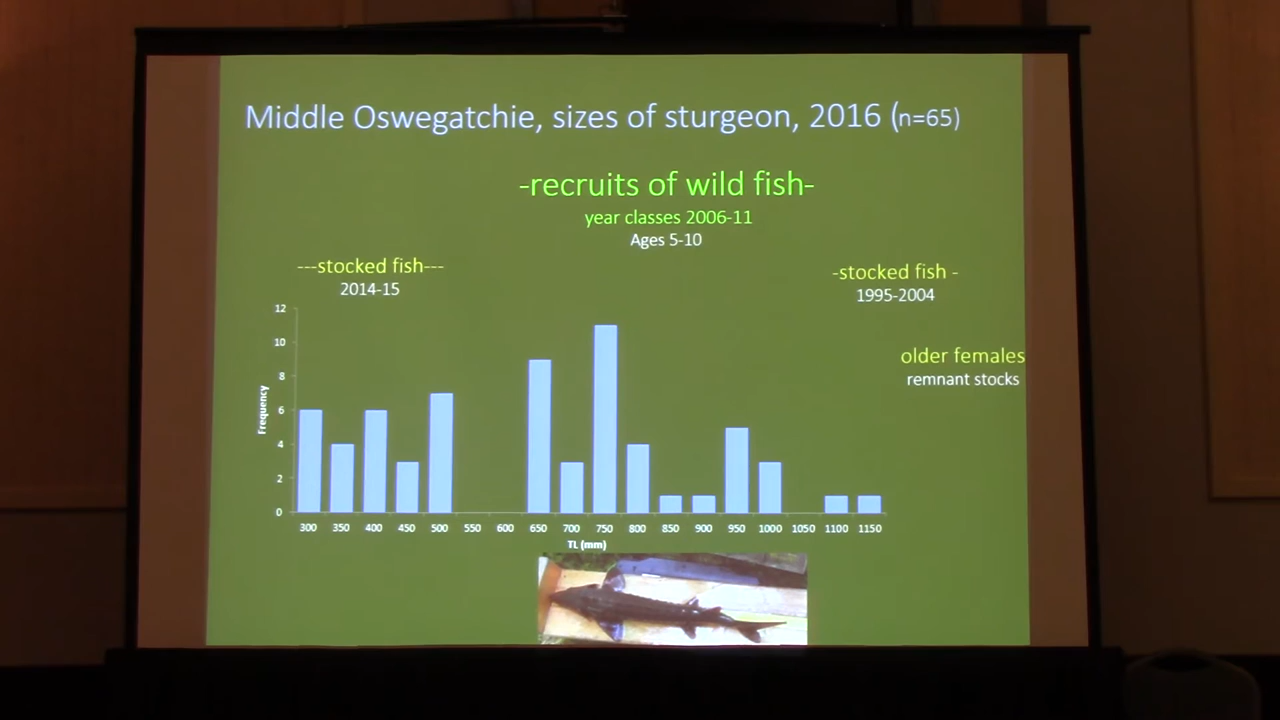 Middle Oswegatchie, sizes of sturgeon, 2016 (n=65)
-recruits of wild fish-
year classes 2006-11
Ages 5-10
---stocked fish---
2014-15
-stocked fish -
1995-2004
older females
remnant stocks
12
10
8
6
4
2
0
Frequency
300 350 400 450 500 550 600 650 700 750 800 850 900 950 1000 1050 1100 1150
TL (mm)